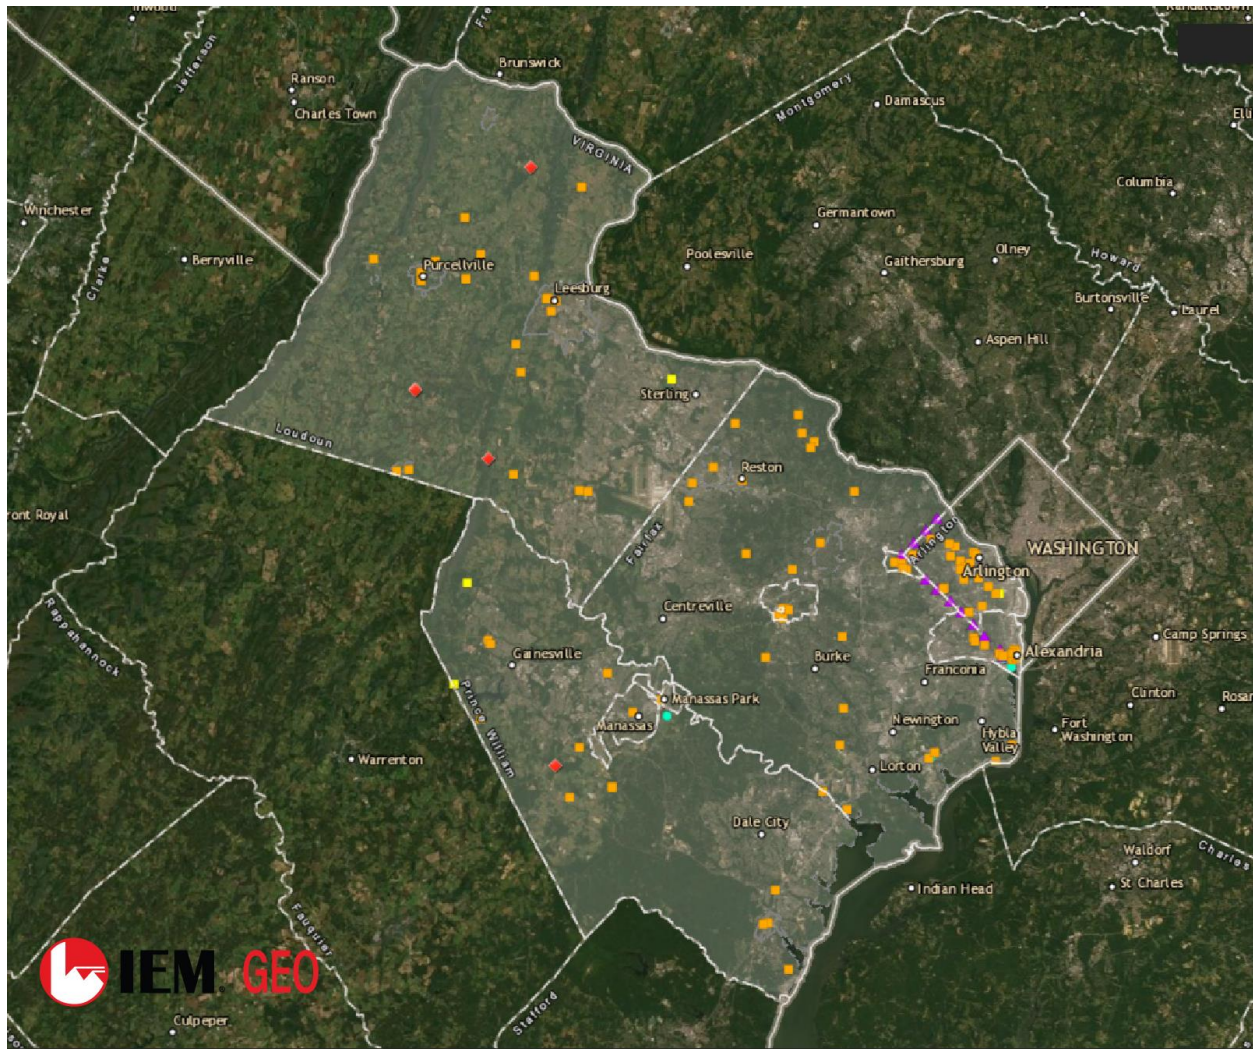 Inwood
Jefferson
Ranson
Charles Town
Brunswick
VIRGINIA
Montgomery
Damascus
Columbia
Winchester
Clarke
Berryville
Germantown
Poolesville
Olney
Gaithersburg
Howard
Burtonsville
Laurel
Purcellville
Leesburg
Aspen Hill
Sterling
Loudoun
Reston
ront Royal
Fairfax
Arlington
WASHINGTON
Arlington
Centreville
Rappahannock
Gainesville
Burke
Franconia
Alexandria
Camp Springs
Prince William
Manassas Park
Manassas
Newington
Hybla
Valley
Fort
Washington
Clinton
Rosar
Warrenton
Lorton
Dale City
Waldorf
Charles
St Charles
Indian Head
Fauquier
IEM GEO
Stafford
Culpeper